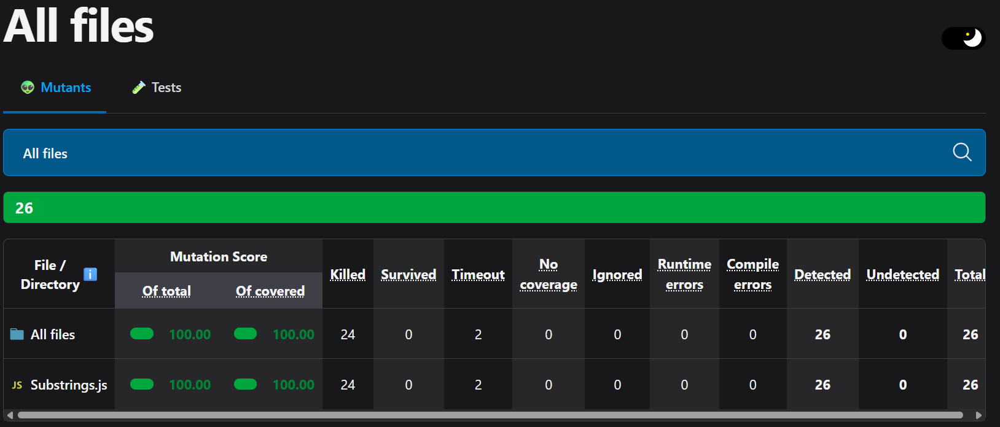 All files
Mutants
Tests
All files
26
File / Directory
Mutation Score
Of total
Of covered
Killed
Survived
Timeout
No coverage
Ignored
Runtime errors
Compile errors
Detected
Undetected
Total
All files 100.00 100.00 24 0 2 0 0 0 0 26 0 26
JS Substrings.js 100.00 100.00 24 0 2 0 0 0 0 26 0 26